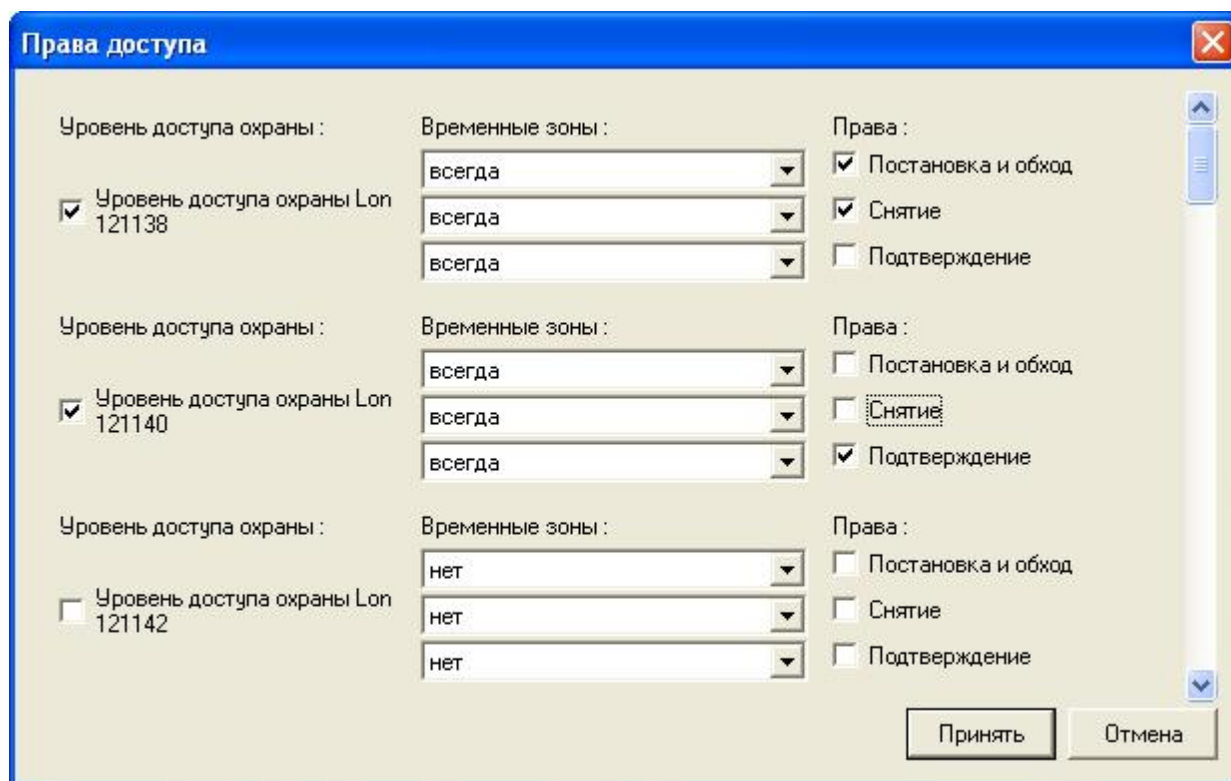 Права доступа
Уровень доступа охраны :
Временные зоны :
Права :
всегда
Постановка и обход
Уровень доступа охраны Lon
121138
всегда
Снятие
всегда
Подтверждение
Уровень доступа охраны :
Временные зоны :
Права :
всегда
Постановка и обход
Уровень доступа охраны Lon
121140
всегда
Снятие
всегда
Подтверждение
Уровень доступа охраны :
Временные зоны :
Права :
нет
Постановка и обход
Уровень доступа охраны Lon
121142
нет
Снятие
нет
Подтверждение
Принять
Отмена